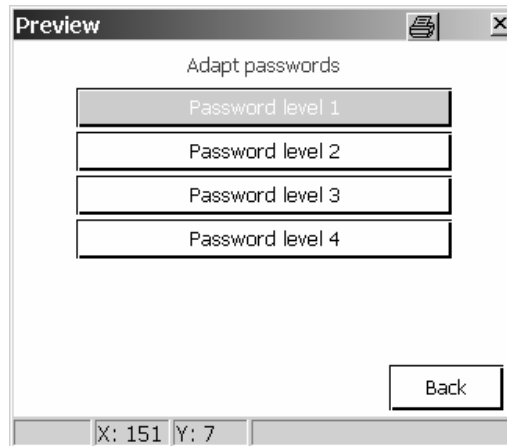 Preview
Adapt passwords
Password level 1
Password level 2
Password level 3
Password level 4
Back
X: 151 Y: 7